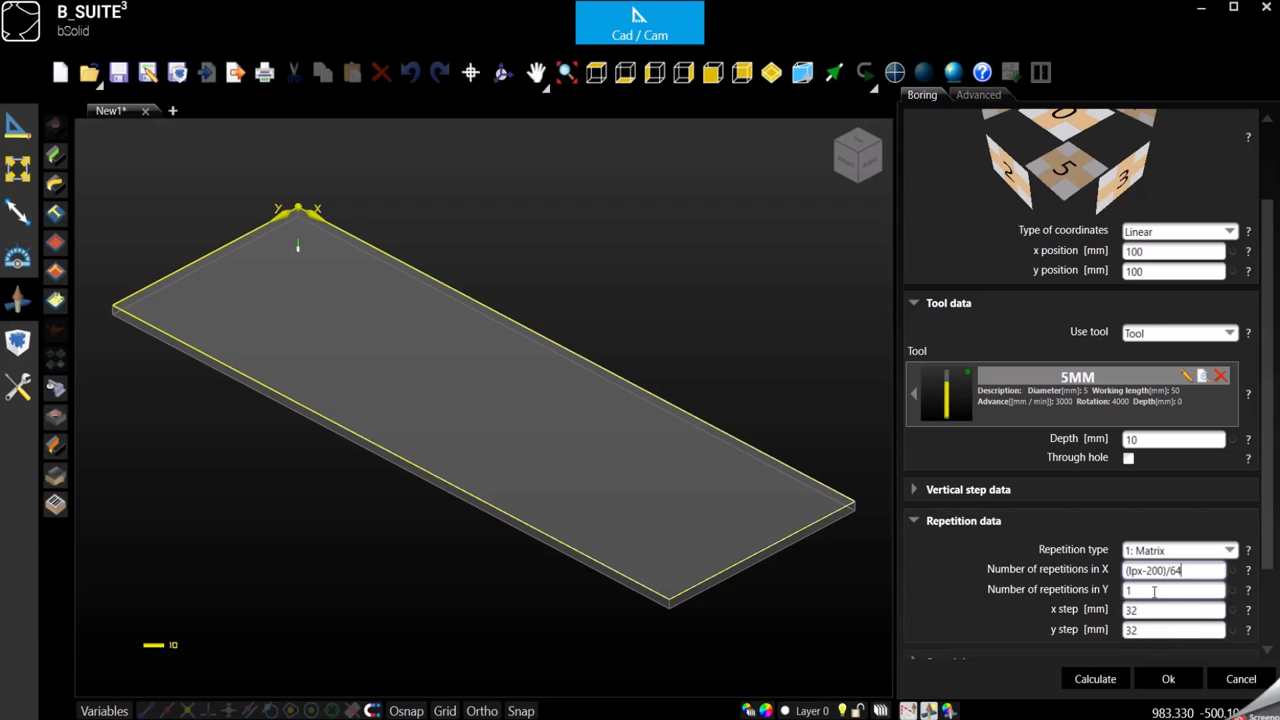 B_SUITE³
bSolid
Cad / Cam
New1*
Boring
Advanced
0
2
5
3
?
Type of coordinates
Linear
?
x position [mm]
100
?
y position [mm]
100
?
Tool data
Use tool
Tool
?
Tool
5MM
Description: Diameter[mm]: 5 Working length[mm]: 50
Advance[[mm / min]: 3000 Rotation: 4000 Depth[mm]: 0
?
Depth [mm]
10
?
Through hole
?
Vertical step data
Repetition data
Repetition type
1: Matrix
?
Number of repetitions in X
(lpx-200)/64
?
Number of repetitions in Y
1
?
x step [mm]
32
?
y step [mm]
32
?
Calculate
Ok
Cancel
Y
X
10
Variables
Osnap
Grid
Ortho
Snap
Layer 0
983.330 -500.10